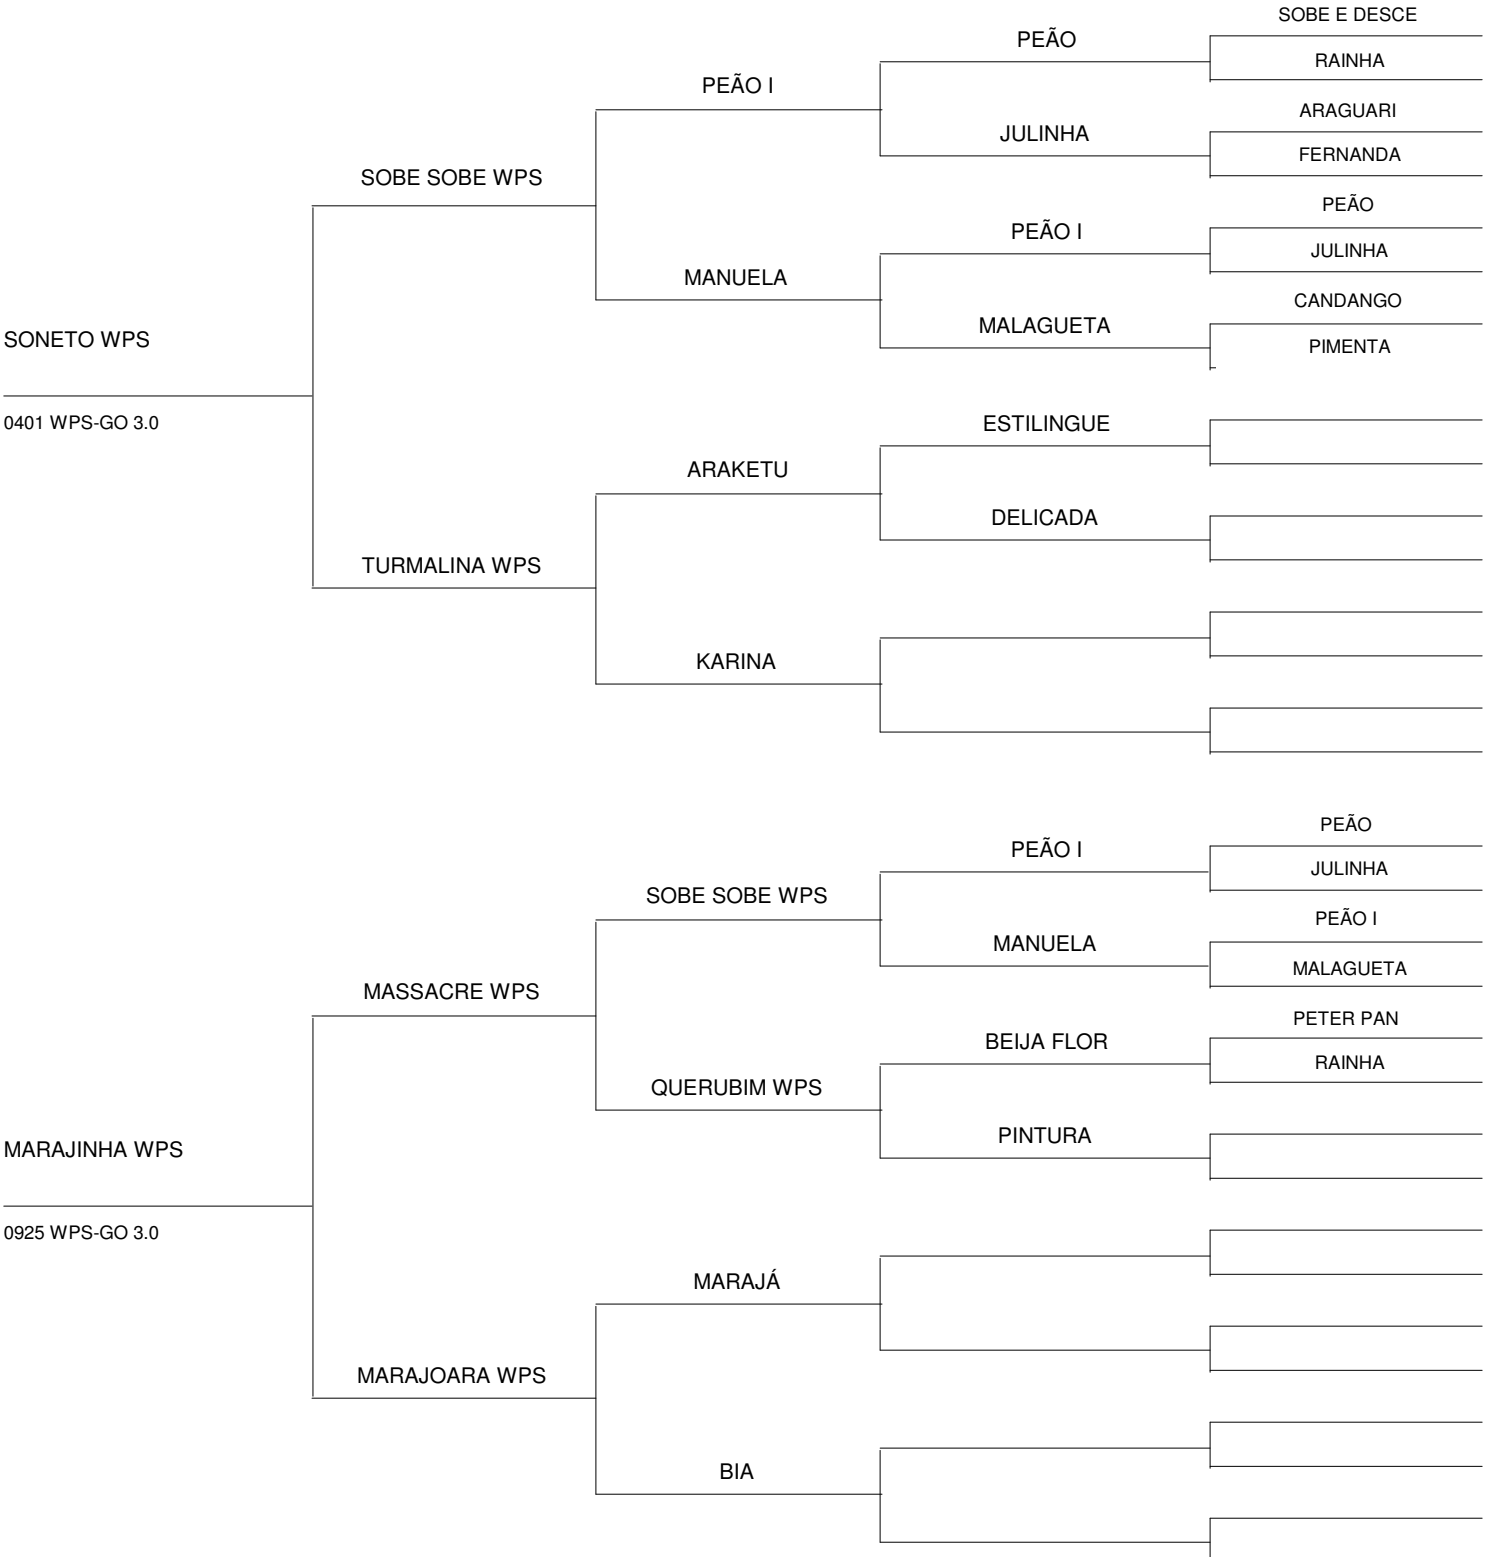 SOBE E DESCE
PEÃO
RAINHA
PEÃO I
ARAGUARI
JULINHA
FERNANDA
SOBE SOBE WPS
PEÃO
PEÃO I
JULINHA
MANUELA
CANDANGO
MALAGUETA
SONETO WPS
PIMENTA
0401 WPS-GO 3.0
ESTILINGUE
ARAKETU
DELICADA
TURMALINA WPS
KARINA
PEÃO
PEÃO I
JULINHA
SOBE SOBE WPS
PEÃO I
MANUELA
MALAGUETA
MASSACRE WPS
PETER PAN
BEIJA FLOR
RAINHA
QUERUBIM WPS
PINTURA
MARAJINHA WPS
0925 WPS-GO 3.0
MARAJÁ
MARAJOARA WPS
BIA